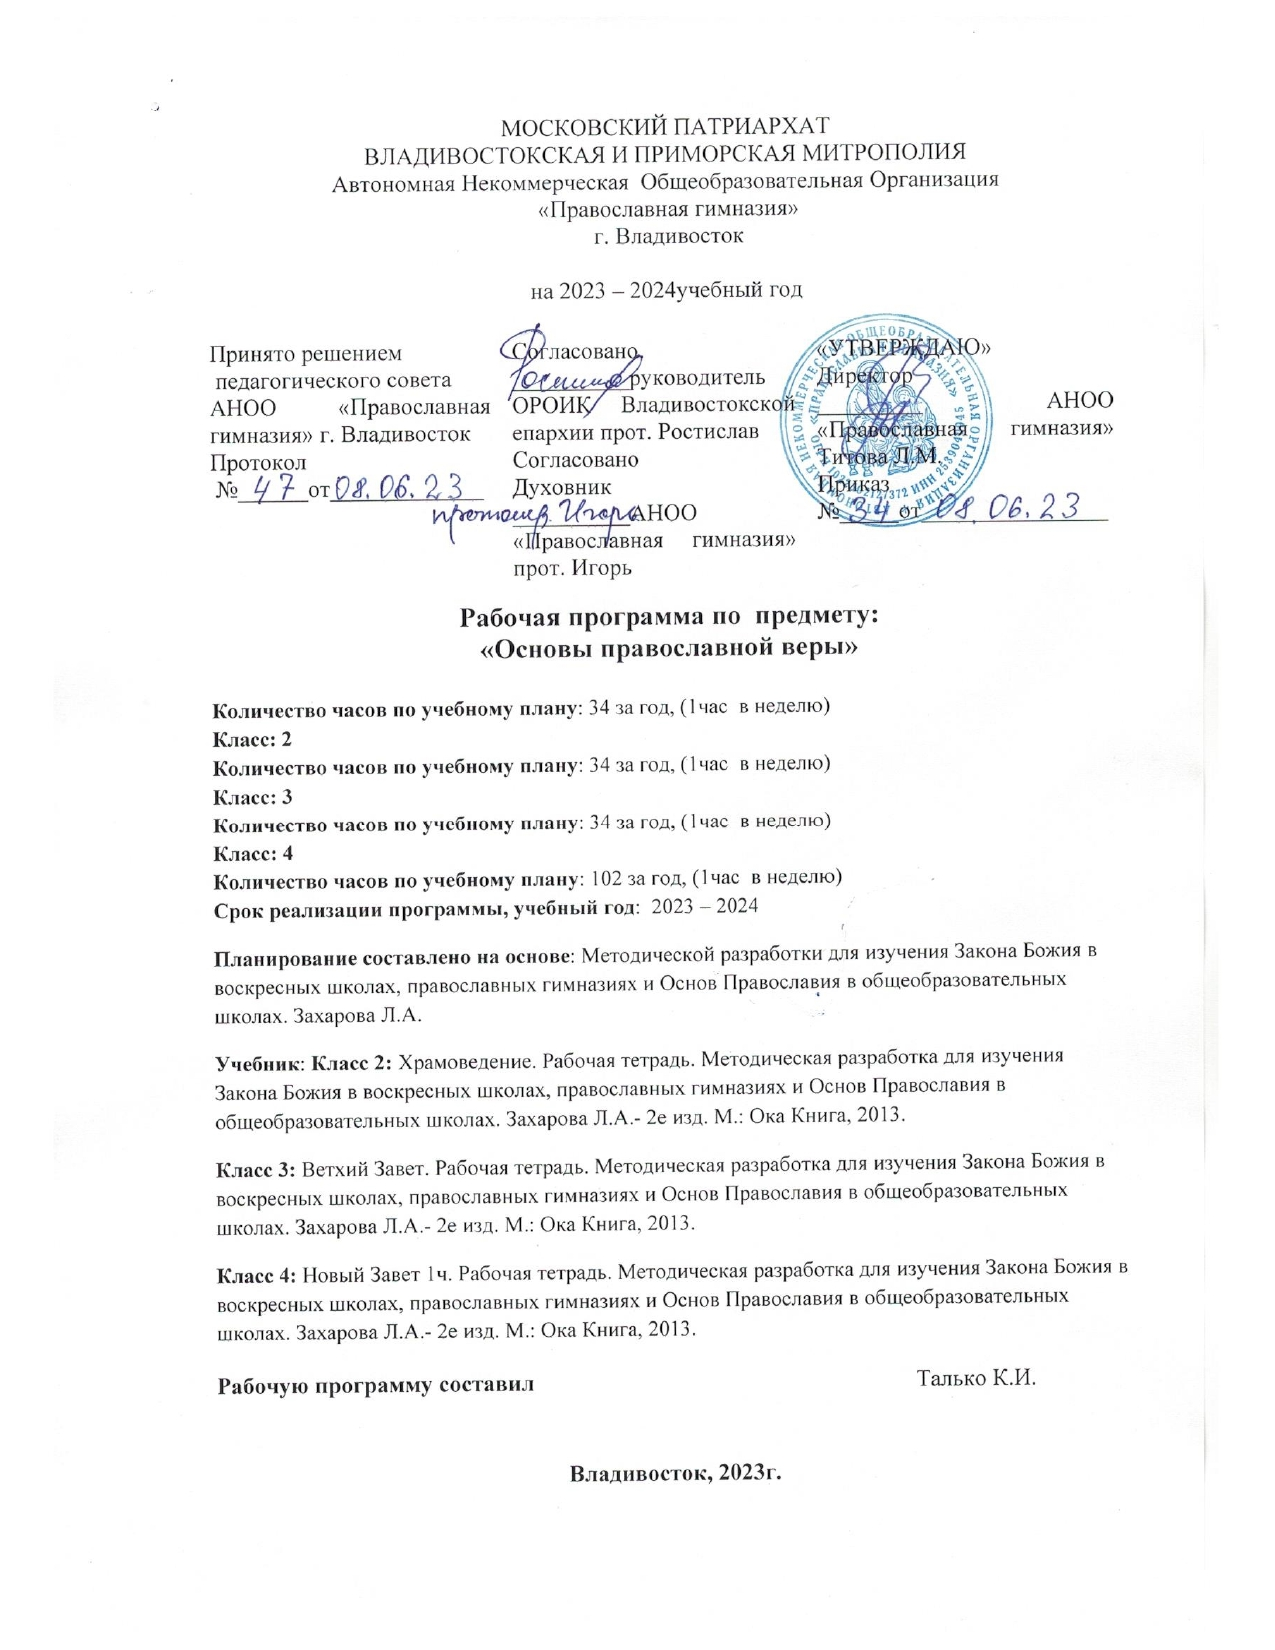 МОСКОВСКИЙ ПАТРИАРХАТ
ВЛАДИВОСТОКСКАЯ И ПРИМОРСКАЯ МИТРОПОЛИЯ
Автономная Некоммерческая Общеобразовательная Организация
«Православная гимназия»
г. Владивосток
на 2023 – 2024учебный год
Принято решением
педагогического совета
АНОО «Православная
гимназия» г. Владивосток
Протокол
№ 47 от 08.06.23
Согласовано
руководитель
ОРОИК Владивостокской
епархии прот. Ростислав
Согласовано
Духовник
протоиер. Игорь АНОО
«Православная гимназия»
прот. Игорь
«УТВЕРЖДАЮ»
Директор
АНОО
«Православная гимназия»
Титова Л.М.
Приказ
№ 34 от 08.06.23
Рабочая программа по предмету:
«Основы православной веры»
Количество часов по учебному плану: 34 за год, (1час в неделю)
Класс: 2
Количество часов по учебному плану: 34 за год, (1час в неделю)
Класс: 3
Количество часов по учебному плану: 34 за год, (1час в неделю)
Класс: 4
Количество часов по учебному плану: 102 за год, (1час в неделю)
Срок реализации программы, учебный год: 2023 – 2024
Планирование составлено на основе: Методической разработки для изучения Закона Божия в
воскресных школах, православных гимназиях и Основ Православия в общеобразовательных
школах. Захарова Л.А.
Учебник: Класс 2: Храмоведение. Рабочая тетрадь. Методическая разработка для изучения
Закона Божия в воскресных школах, православных гимназиях и Основ Православия в
общеобразовательных школах. Захарова Л.А.- 2е изд. М.: Ока Книга, 2013.
Класс 3: Ветхий Завет. Рабочая тетрадь. Методическая разработка для изучения Закона Божия в
воскресных школах, православных гимназиях и Основ Православия в общеобразовательных
школах. Захарова Л.А.- 2е изд. М.: Ока Книга, 2013.
Класс 4: Новый Завет 1ч. Рабочая тетрадь. Методическая разработка для изучения Закона Божия в
воскресных школах, православных гимназиях и Основ Православия в общеобразовательных
школах. Захарова Л.А.- 2е изд. М.: Ока Книга, 2013.
Рабочую программу составил Талько К.И.
Владивосток, 2023г.